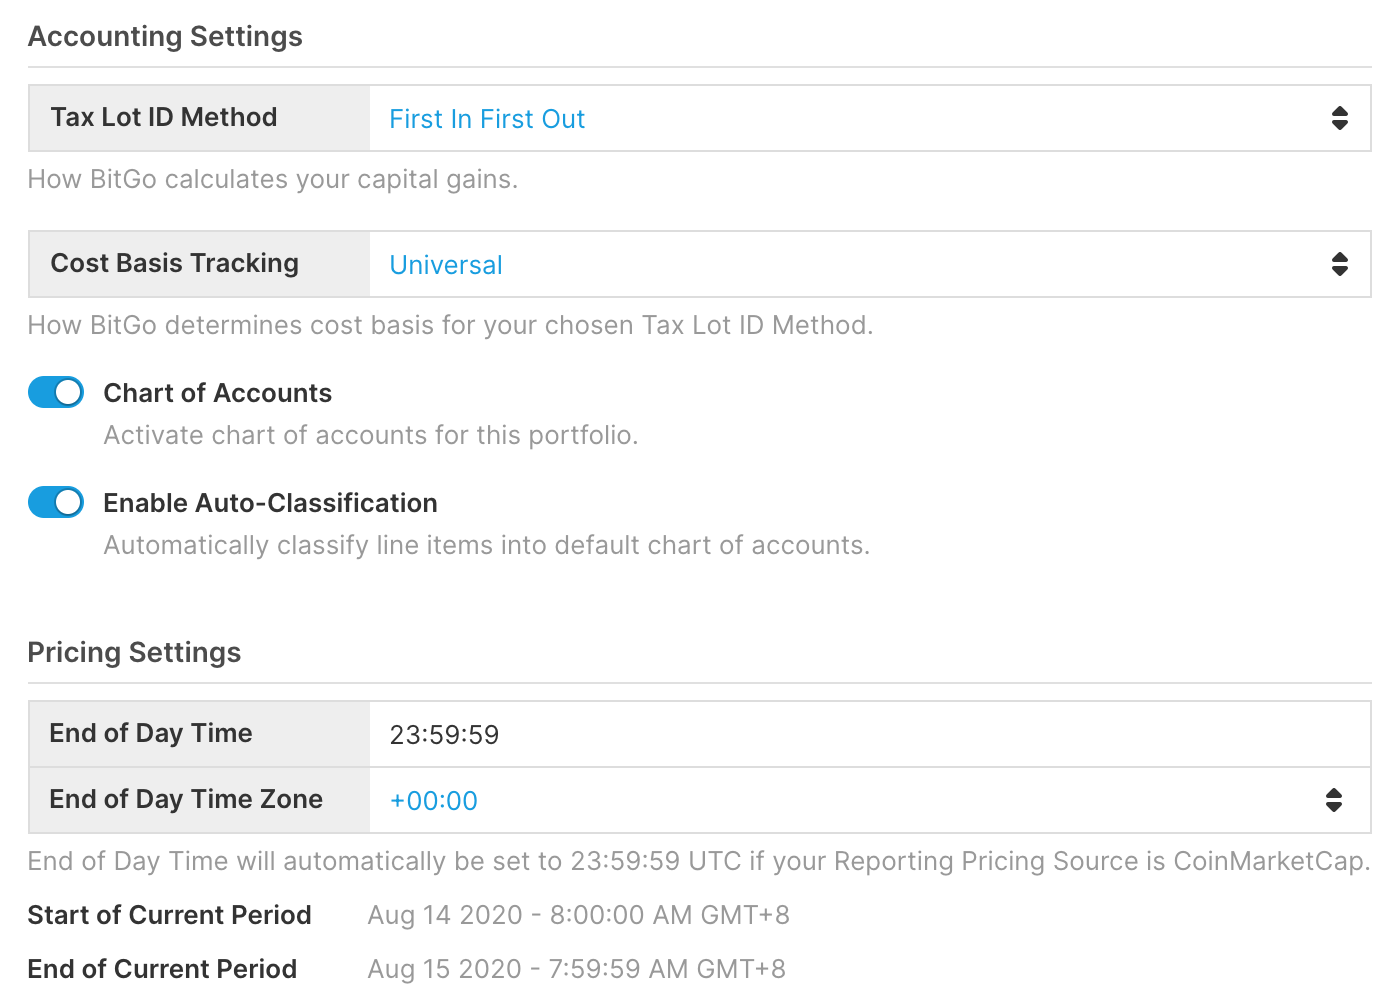 Accounting Settings
Tax Lot ID Method First In First Out
How BitGo calculates your capital gains.
Cost Basis Tracking Universal
How BitGo determines cost basis for your chosen Tax Lot ID Method.
Chart of Accounts
Activate chart of accounts for this portfolio.
Enable Auto-Classification
Automatically classify line items into default chart of accounts.
Pricing Settings
End of Day Time 23:59:59
End of Day Time Zone +00:00
End of Day Time will automatically be set to 23:59:59 UTC if your Reporting Pricing Source is CoinMarketCap.
Start of Current Period Aug 14 2020 - 8:00:00 AM GMT+8
End of Current Period Aug 15 2020 - 7:59:59 AM GMT+8